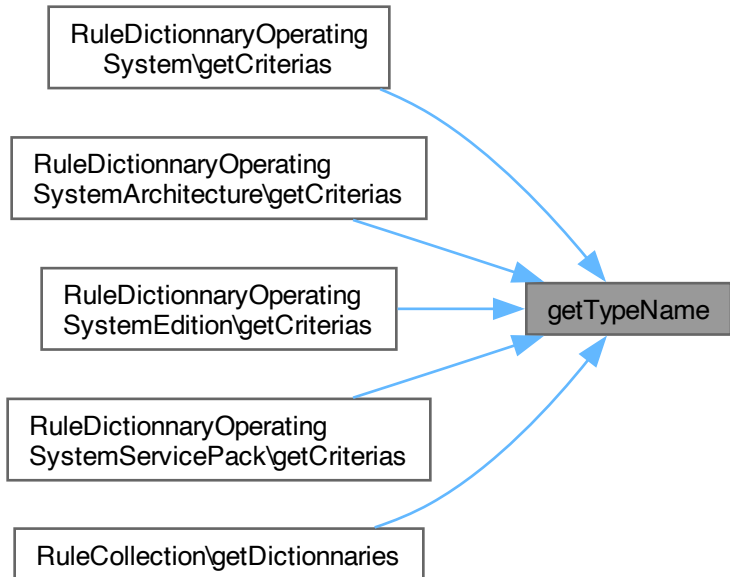 RuleDictionnaryOperating
System\getCriterias
RuleDictionnaryOperating
SystemArchitecture\getCriterias
RuleDictionnaryOperating
SystemEdition\getCriterias
getTypeName
RuleDictionnaryOperating
SystemServicePack\getCriterias
RuleCollection\getDictionnaries